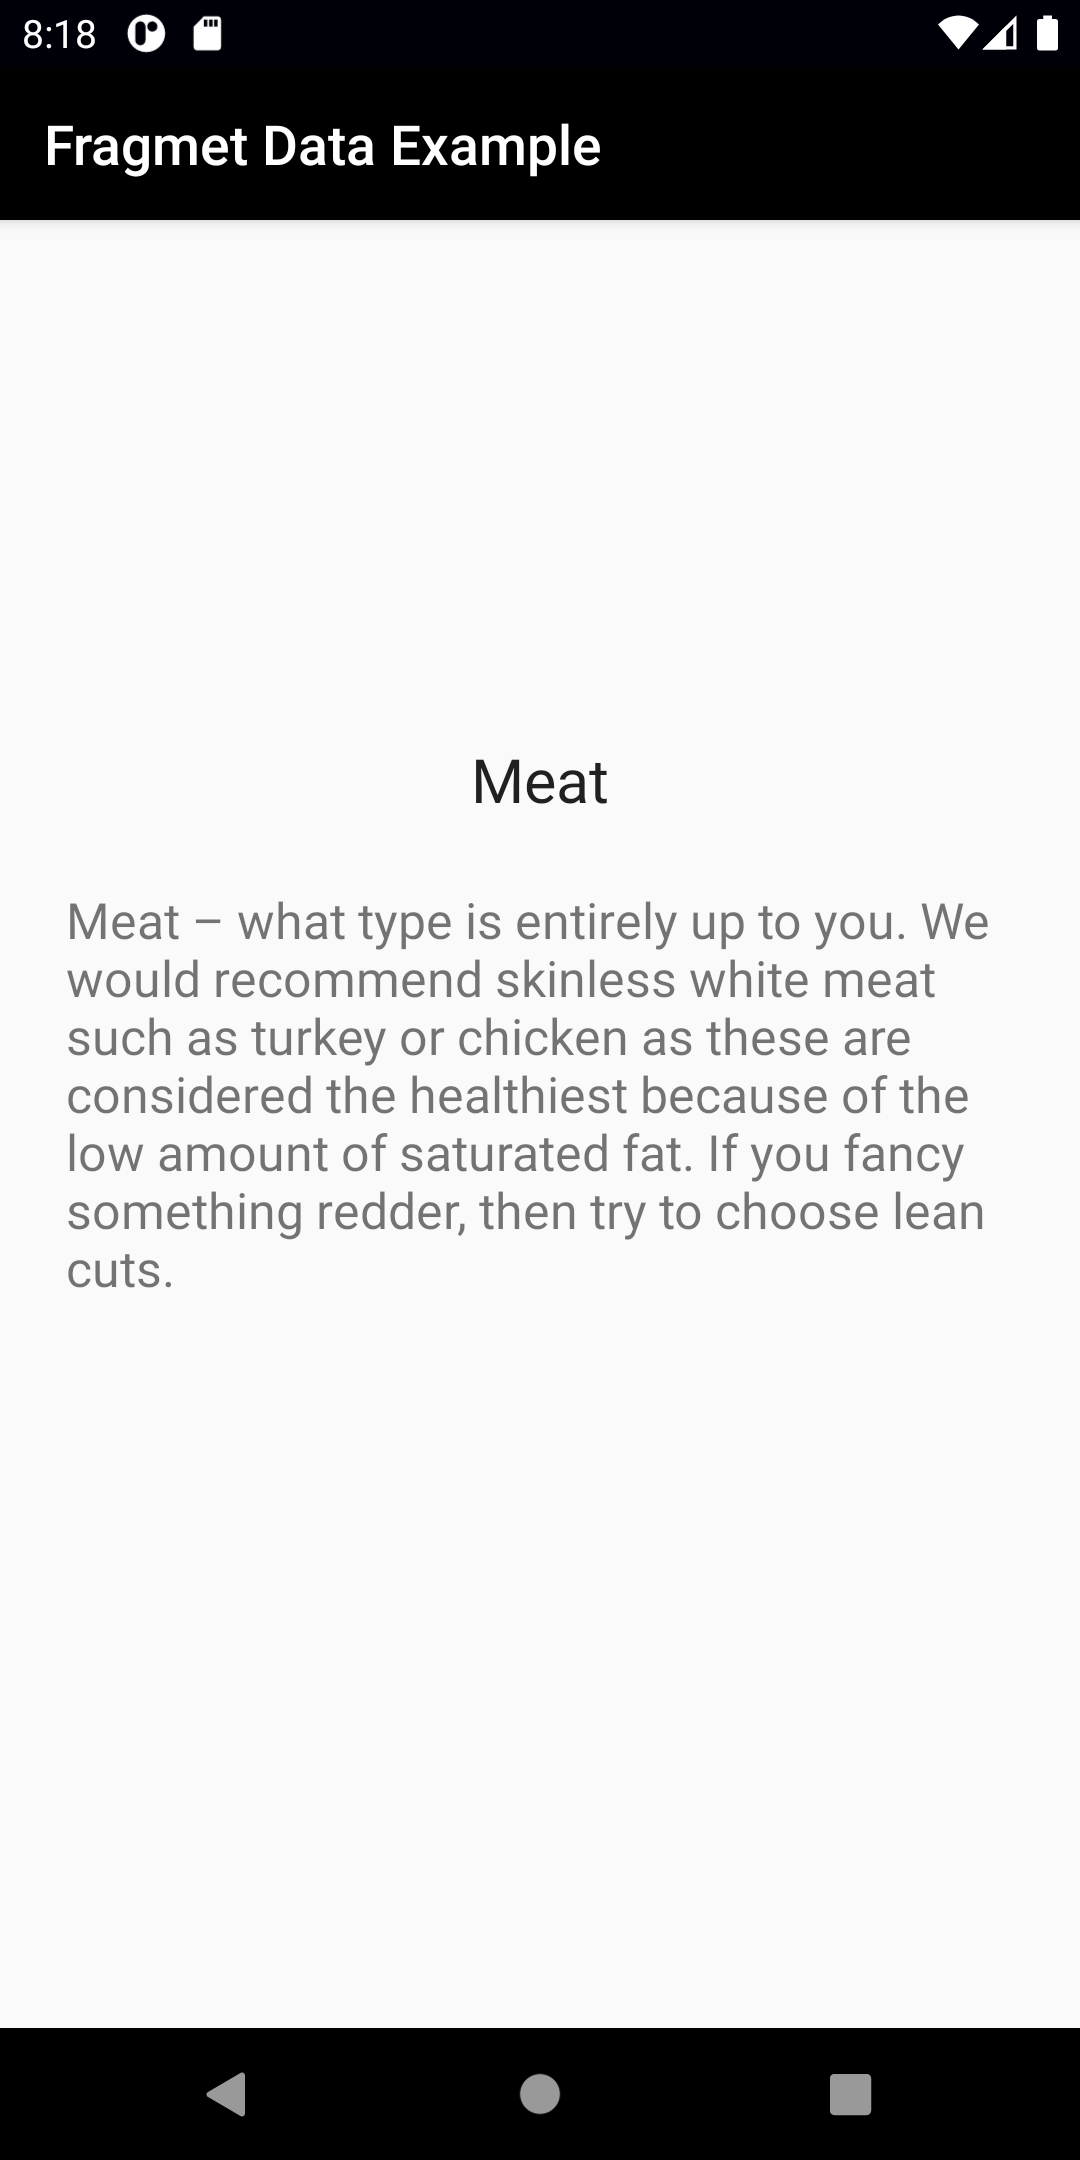 8:18
Fragmet Data Example
Meat
Meat – what type is entirely up to you. We
would recommend skinless white meat
such as turkey or chicken as these are
considered the healthiest because of the
low amount of saturated fat. If you fancy
something redder, then try to choose lean
cuts.